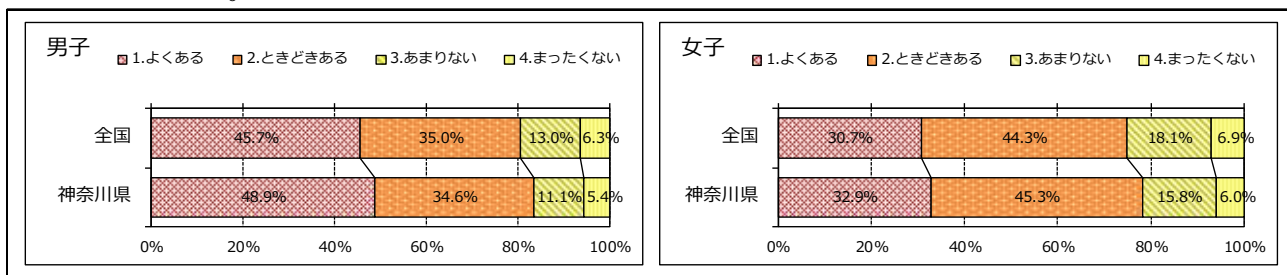 男子
1.よくある 2.ときどきある 3.あまりない 4.まったくない
全国 45.7% 35.0% 13.0% 6.3%
神奈川県 48.9% 34.6% 11.1% 5.4%
0% 20% 40% 60% 80% 100%
女子
1.よくある 2.ときどきある 3.あまりない 4.まったくない
全国 30.7% 44.3% 18.1% 6.9%
神奈川県 32.9% 45.3% 15.8% 6.0%
0% 20% 40% 60% 80% 100%